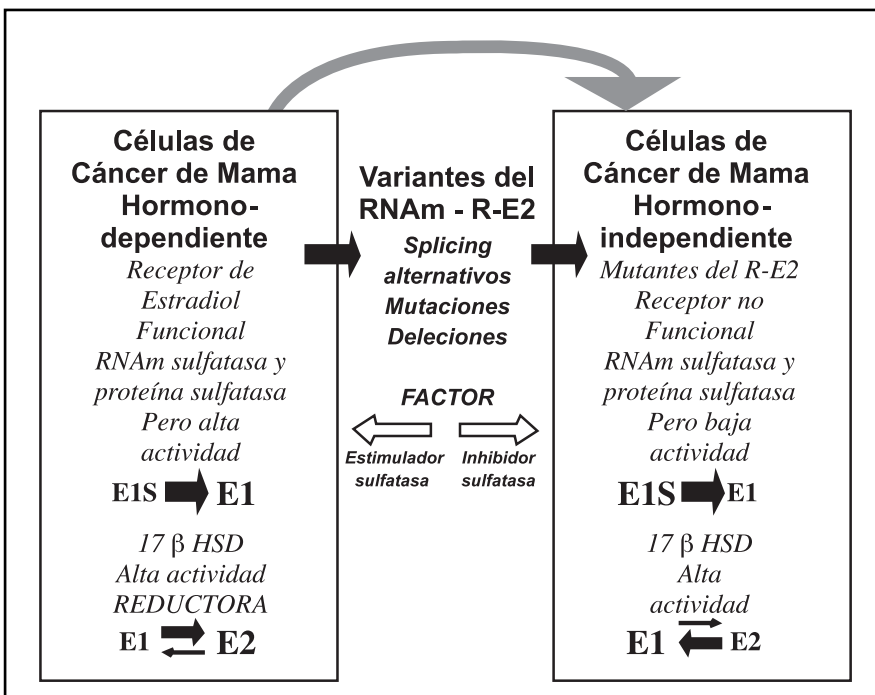 Células de
Cáncer de Mama
Hormono-
dependiente
Receptor de
Estradiol
Funcional
RNAm sulfatasa y
proteína sulfatasa
Pero alta
actividad
E1S E1
17 β HSD
Alta actividad
REDUCTORA
E1 E2
Variantes del
RNAm - R-E2
Splicing
alternativos
Mutaciones
Deleciones
FACTOR
Estimulador
sulfatasa
Inhibidor
sulfatasa
Células de
Cáncer de Mama
Hormono-
independiente
Mutantes del R-E2
Receptor no
Funcional
RNAm sulfatasa y
proteína sulfatasa
Pero baja
actividad
E1S E1
17 β HSD
Alta
actividad
E1 E2